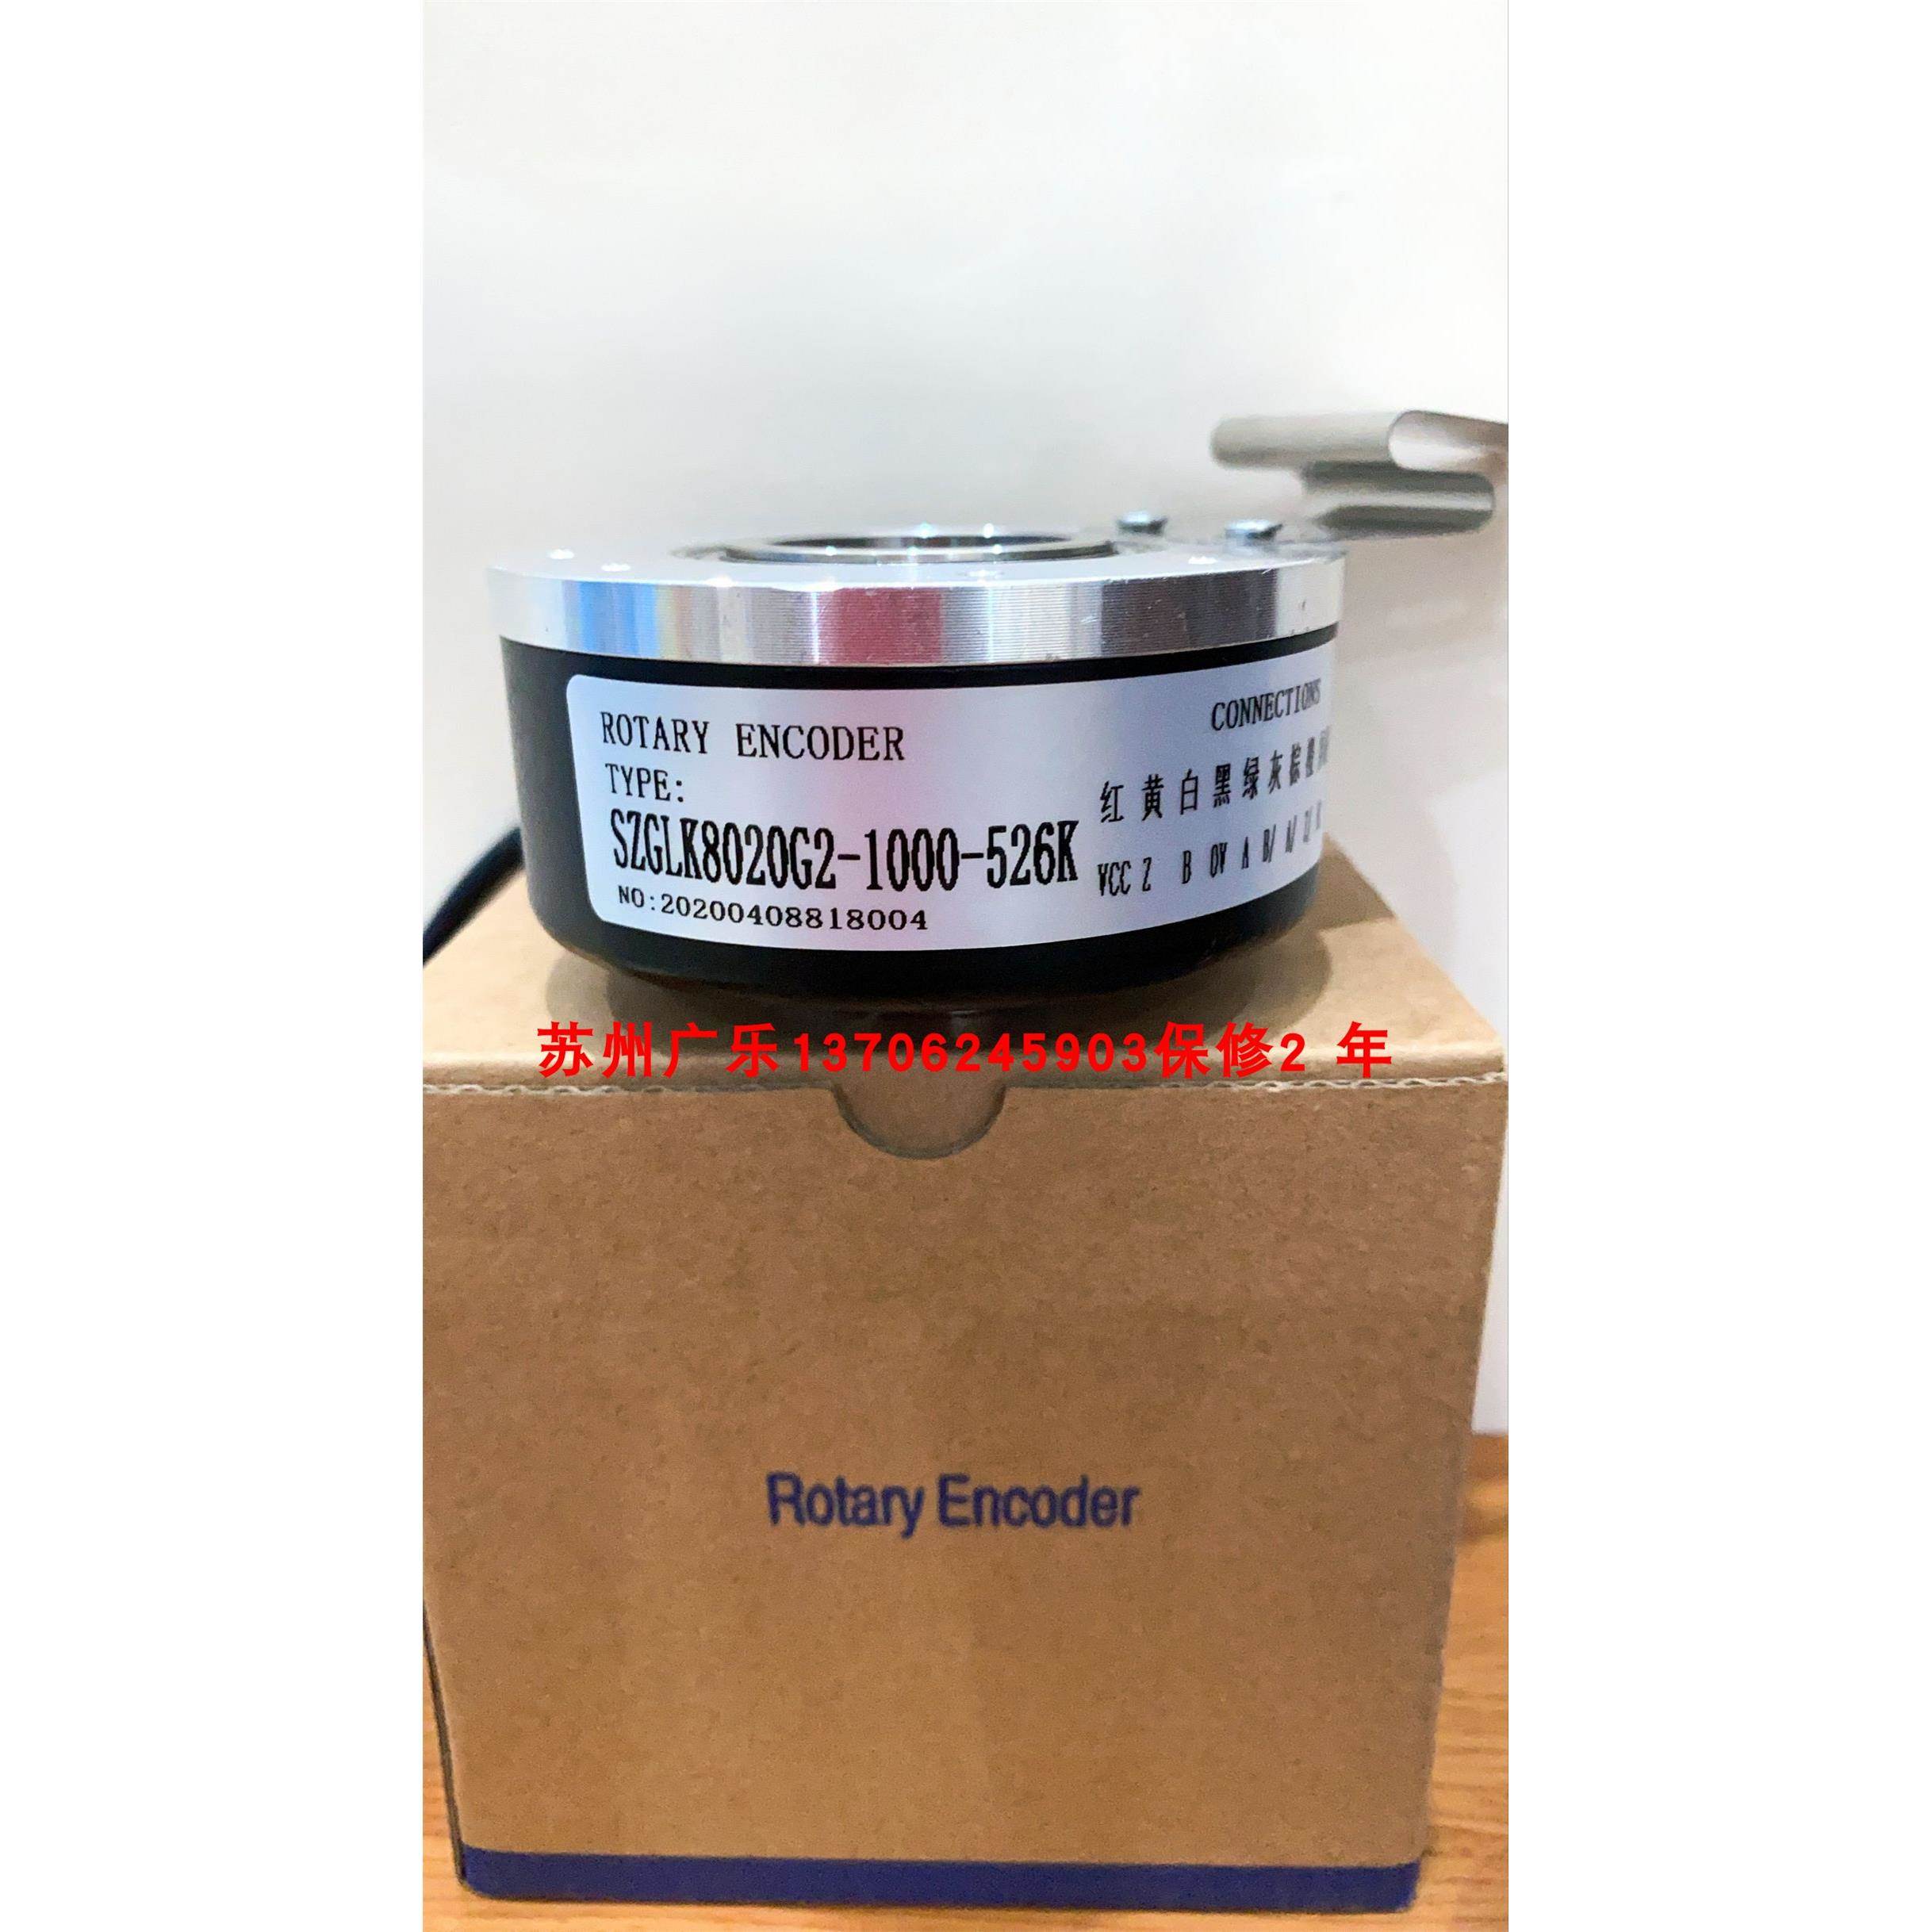 ROTARY ENCODER
TYPE:
SZGLK8020G2-1000-526K
NO:20200408818004
CONNECTIONS
红 黄 白 黑 绿 灰 棕 橙
VCC Z B 0V A B/ A/ Z/
苏州广乐13706245903保修2 年
Rotary Encoder